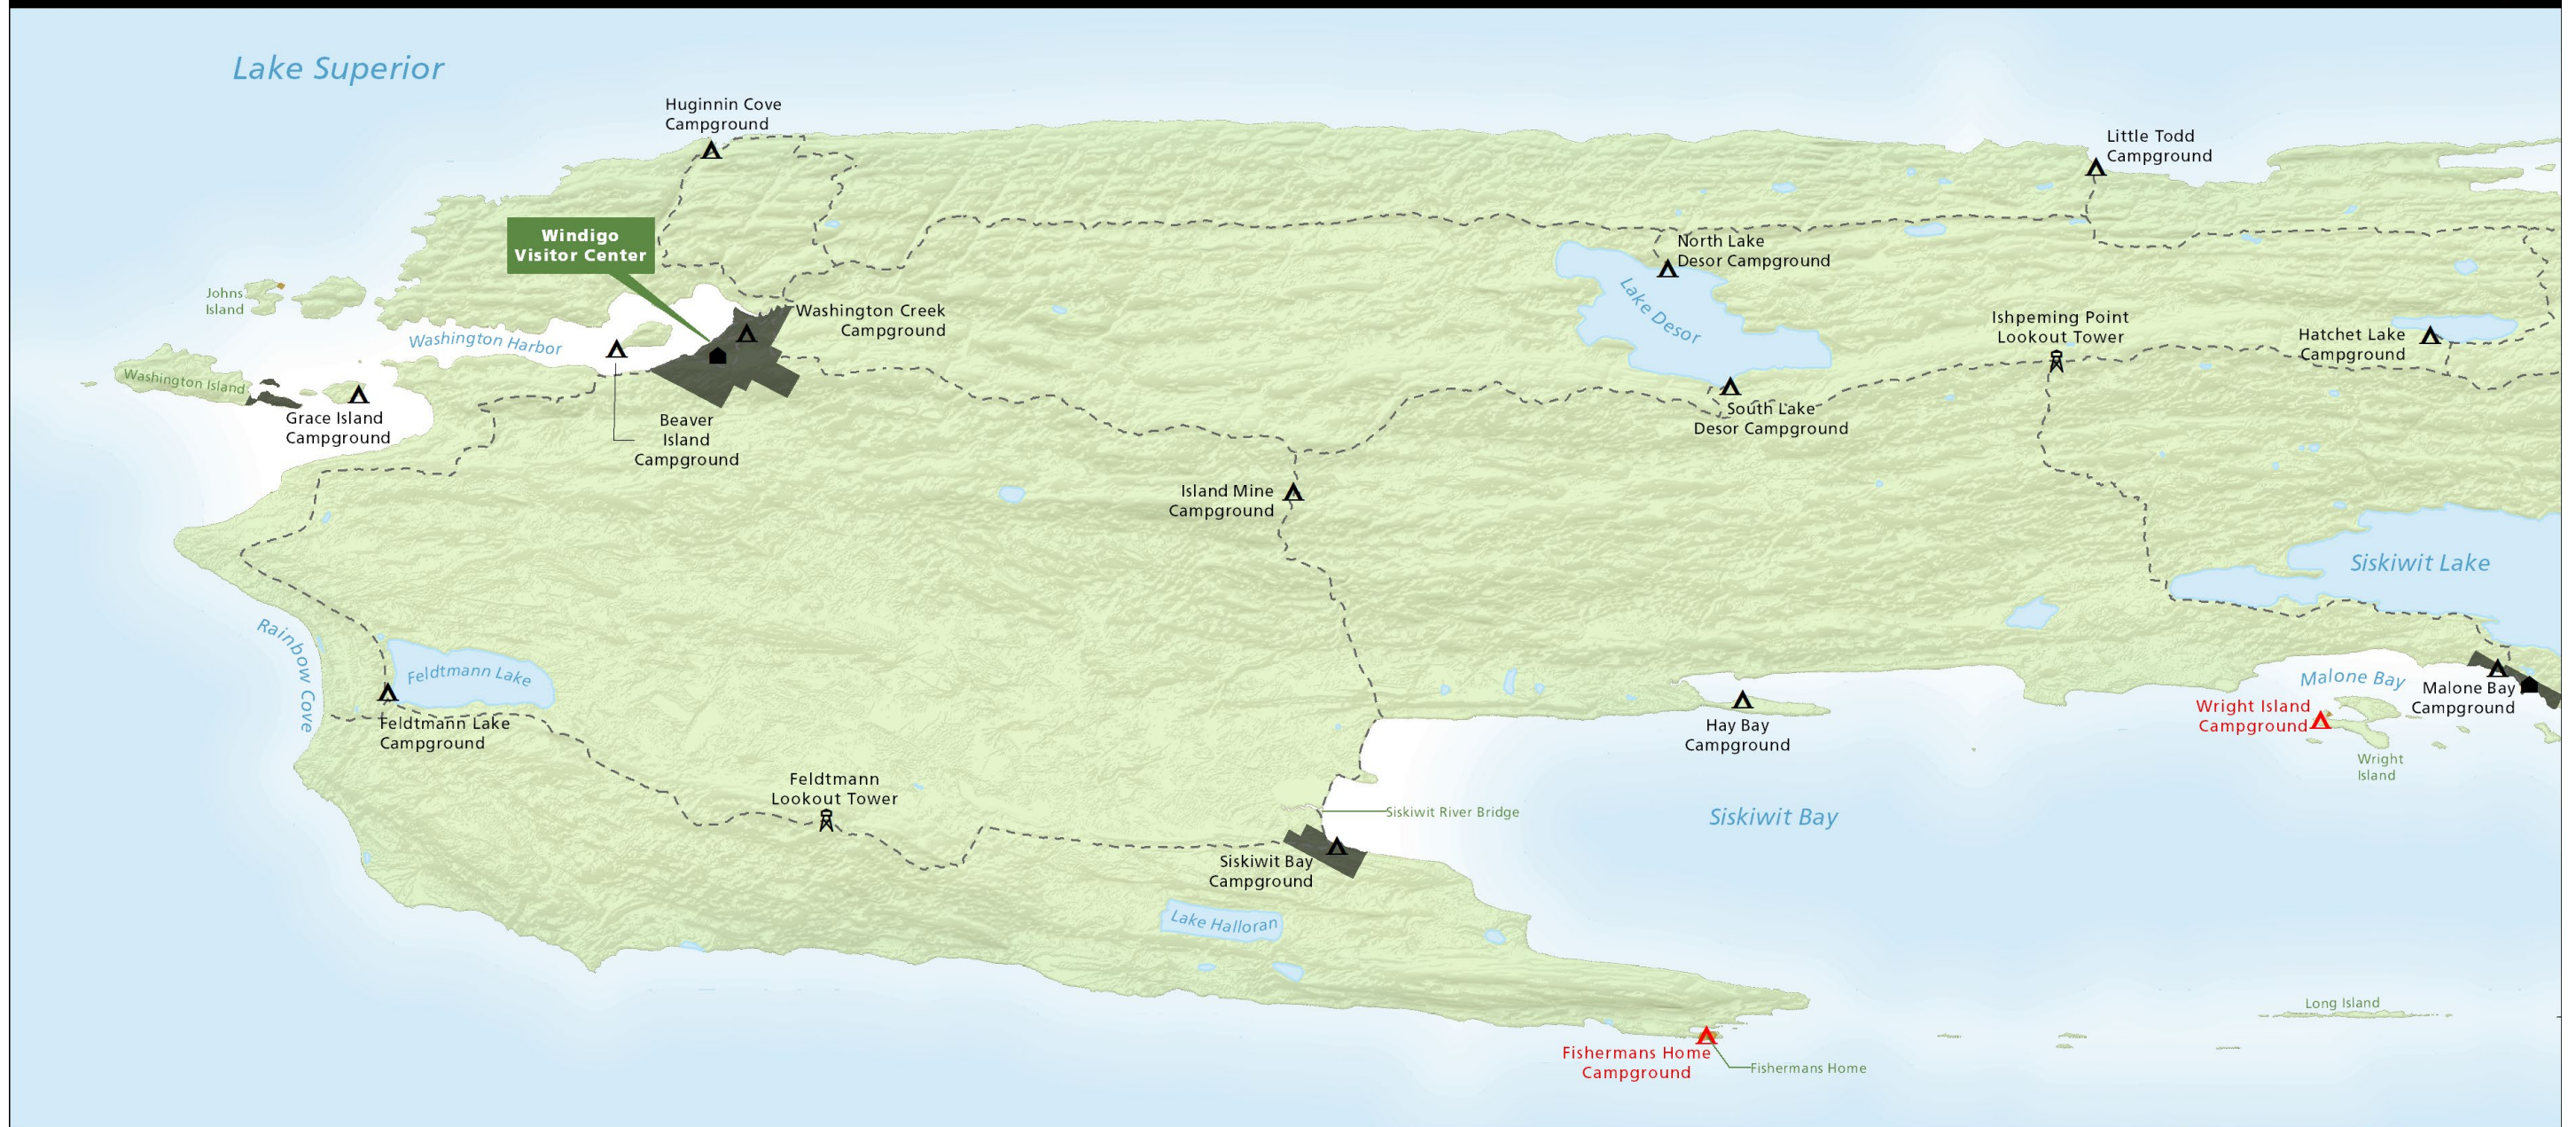 Lake Superior
Huginnin Cove
Campground
Little Todd
Campground
Windigo
Visitor Center
North Lake
Desor Campground
Lake Desor
Johns
Island
Washington Creek
Campground
Ishpeming Point
Lookout Tower
Hatchet Lake
Campground
Washington Harbor
Washington Island
Grace Island
Campground
Beaver
Island
Campground
South Lake
Desor Campground
Island Mine
Campground
Siskiwit Lake
Rainbow Cove
Feldtmann Lake
Feldtmann Lake
Campground
Hay Bay
Campground
Malone Bay
Malone Bay
Campground
Wright Island
Campground
Wright
Island
Feldtmann
Lookout Tower
Siskiwit River Bridge
Siskiwit Bay
Siskiwit Bay
Campground
Lake Halloran
Long Island
Fishermans Home
Campground
Fishermans Home